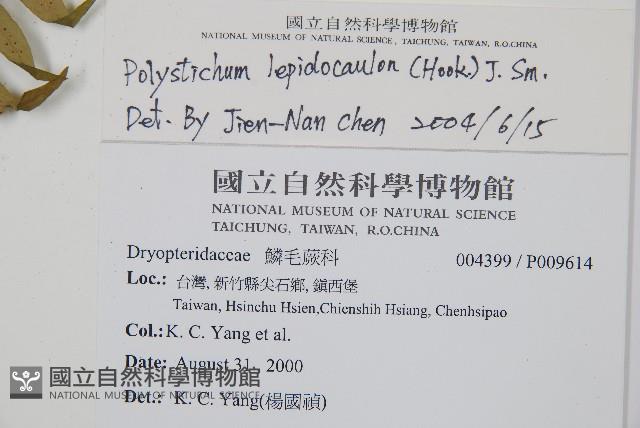 國立自然科學博物館
NATIONAL MUSEUM OF NATURAL SCIENCE, TAICHUNG, TAIWAN, R.O.CHINA
Polystichum lepidocaulon (Hook.) J. Sm.
Det. By Jien-Nan Chen 2004/6/15
國立自然科學博物館
NATIONAL MUSEUM OF NATURAL SCIENCE
TAICHUNG, TAIWAN, R.O.CHINA
Dryopteridaceae 鱗毛蕨科 004399 / P009614
Loc.: 台灣, 新竹縣尖石鄉, 鎮西堡
Taiwan, Hsinchu Hsien, Chienshih Hsiang, Chenhsipao
Col.: K. C. Yang et al.
Date: August 31, 2000
國立自然科學博物館
NATIONAL MUSEUM OF NATURAL SCIENCE
Det.: K. C. Yang(楊國禎)